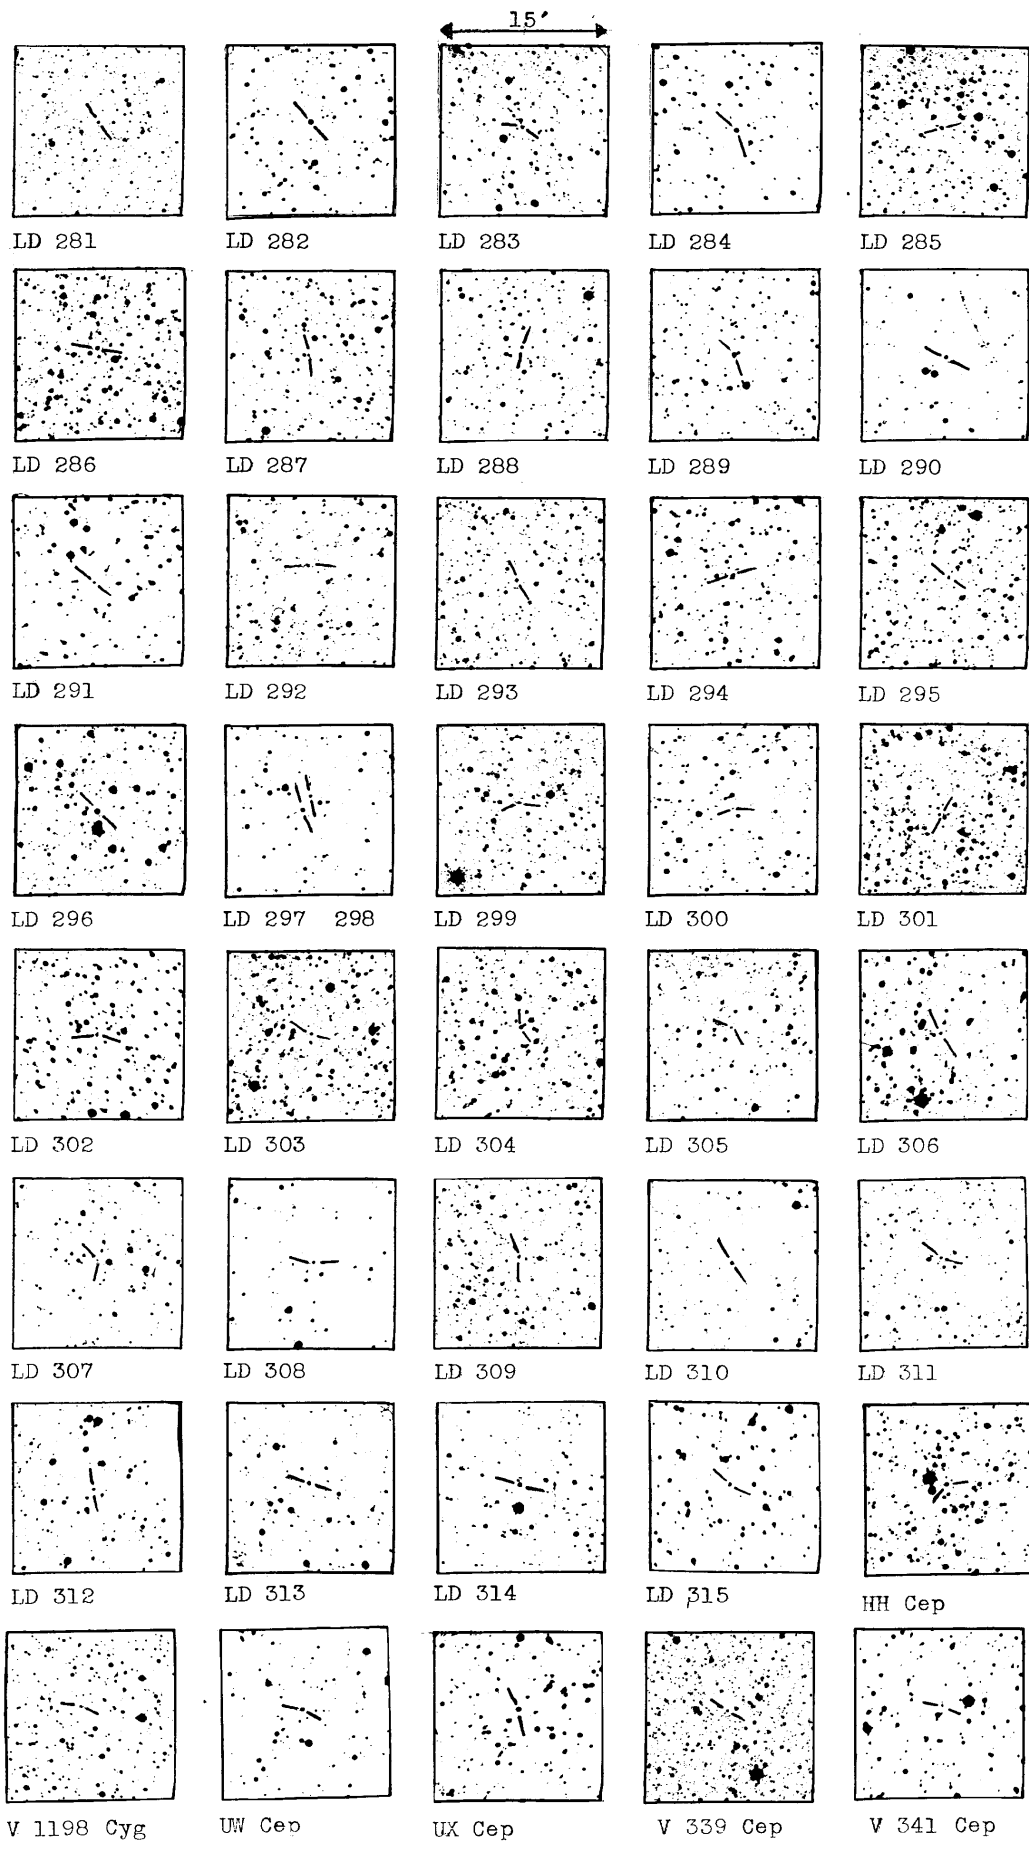 15′
LD 281 LD 282 LD 283 LD 284 LD 285
LD 286 LD 287 LD 288 LD 289 LD 290
LD 291 LD 292 LD 293 LD 294 LD 295
LD 296 LD 297 298 LD 299 LD 300 LD 301
LD 302 LD 303 LD 304 LD 305 LD 306
LD 307 LD 308 LD 309 LD 310 LD 311
LD 312 LD 313 LD 314 LD 315 HH Cep
V 1198 Cyg UW Cep UX Cep V 339 Cep V 341 Cep